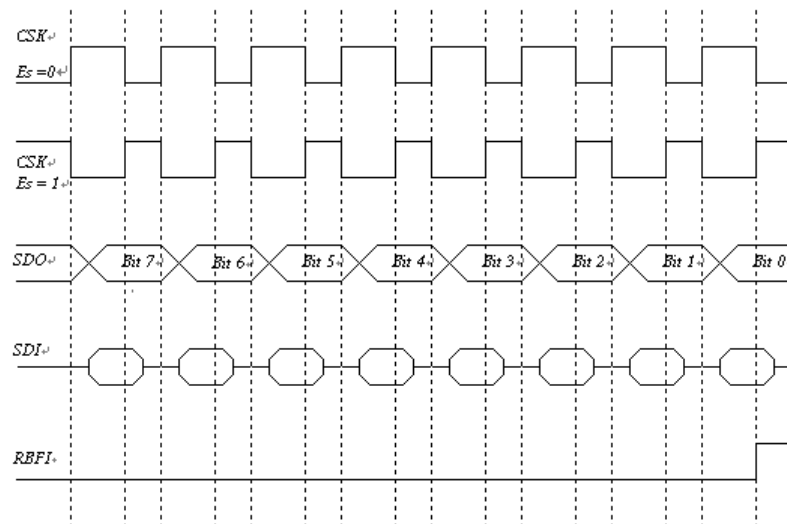 CSK↵
Es =0↵
CSK↵
Es = 1↵
SDO↵ Bit 7↵ Bit 6↵ Bit 5↵ Bit 4↵ Bit 3↵ Bit 2↵ Bit 1↵ Bit 0
SDI↵
RBFI↵